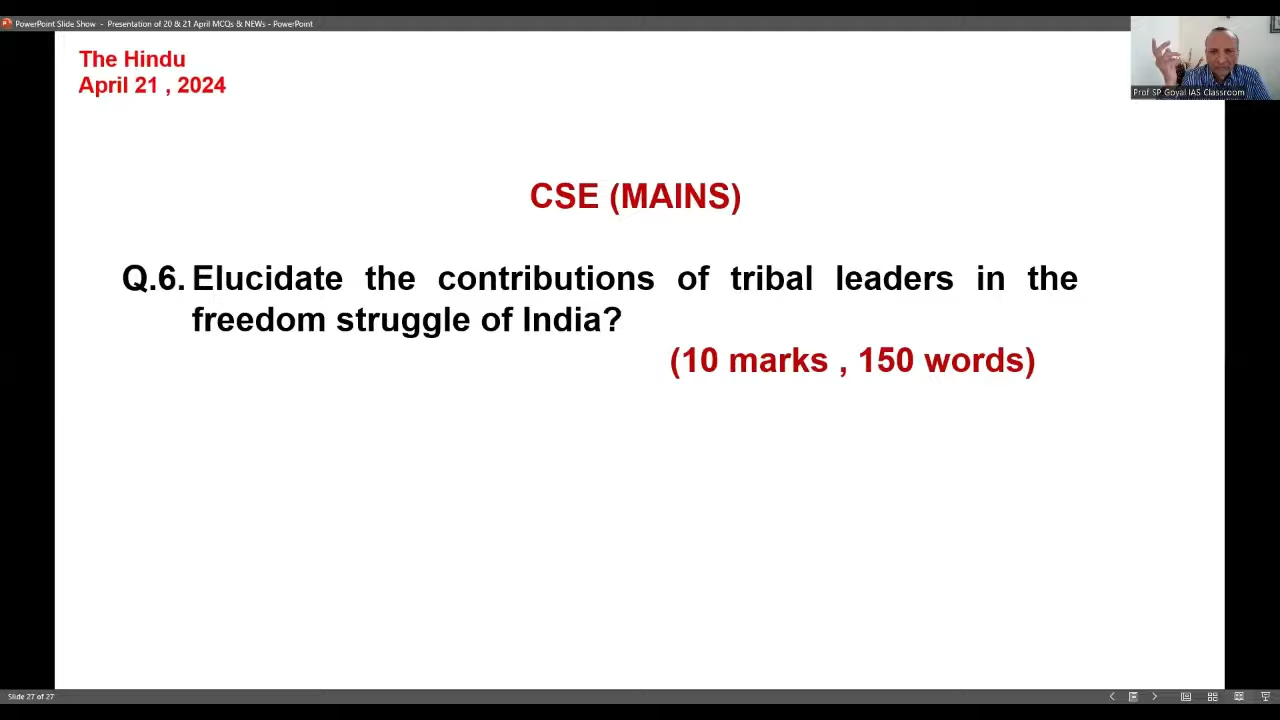 PowerPoint Slide Show - Presentation of 20 & 21 April MCQs & NEWs - PowerPoint
The Hindu
April 21 , 2024
Prof SP Goyal IAS Classroom
CSE (MAINS)
Q.6. Elucidate the contributions of tribal leaders in the
freedom struggle of India?
(10 marks , 150 words)
Slide 27 of 27